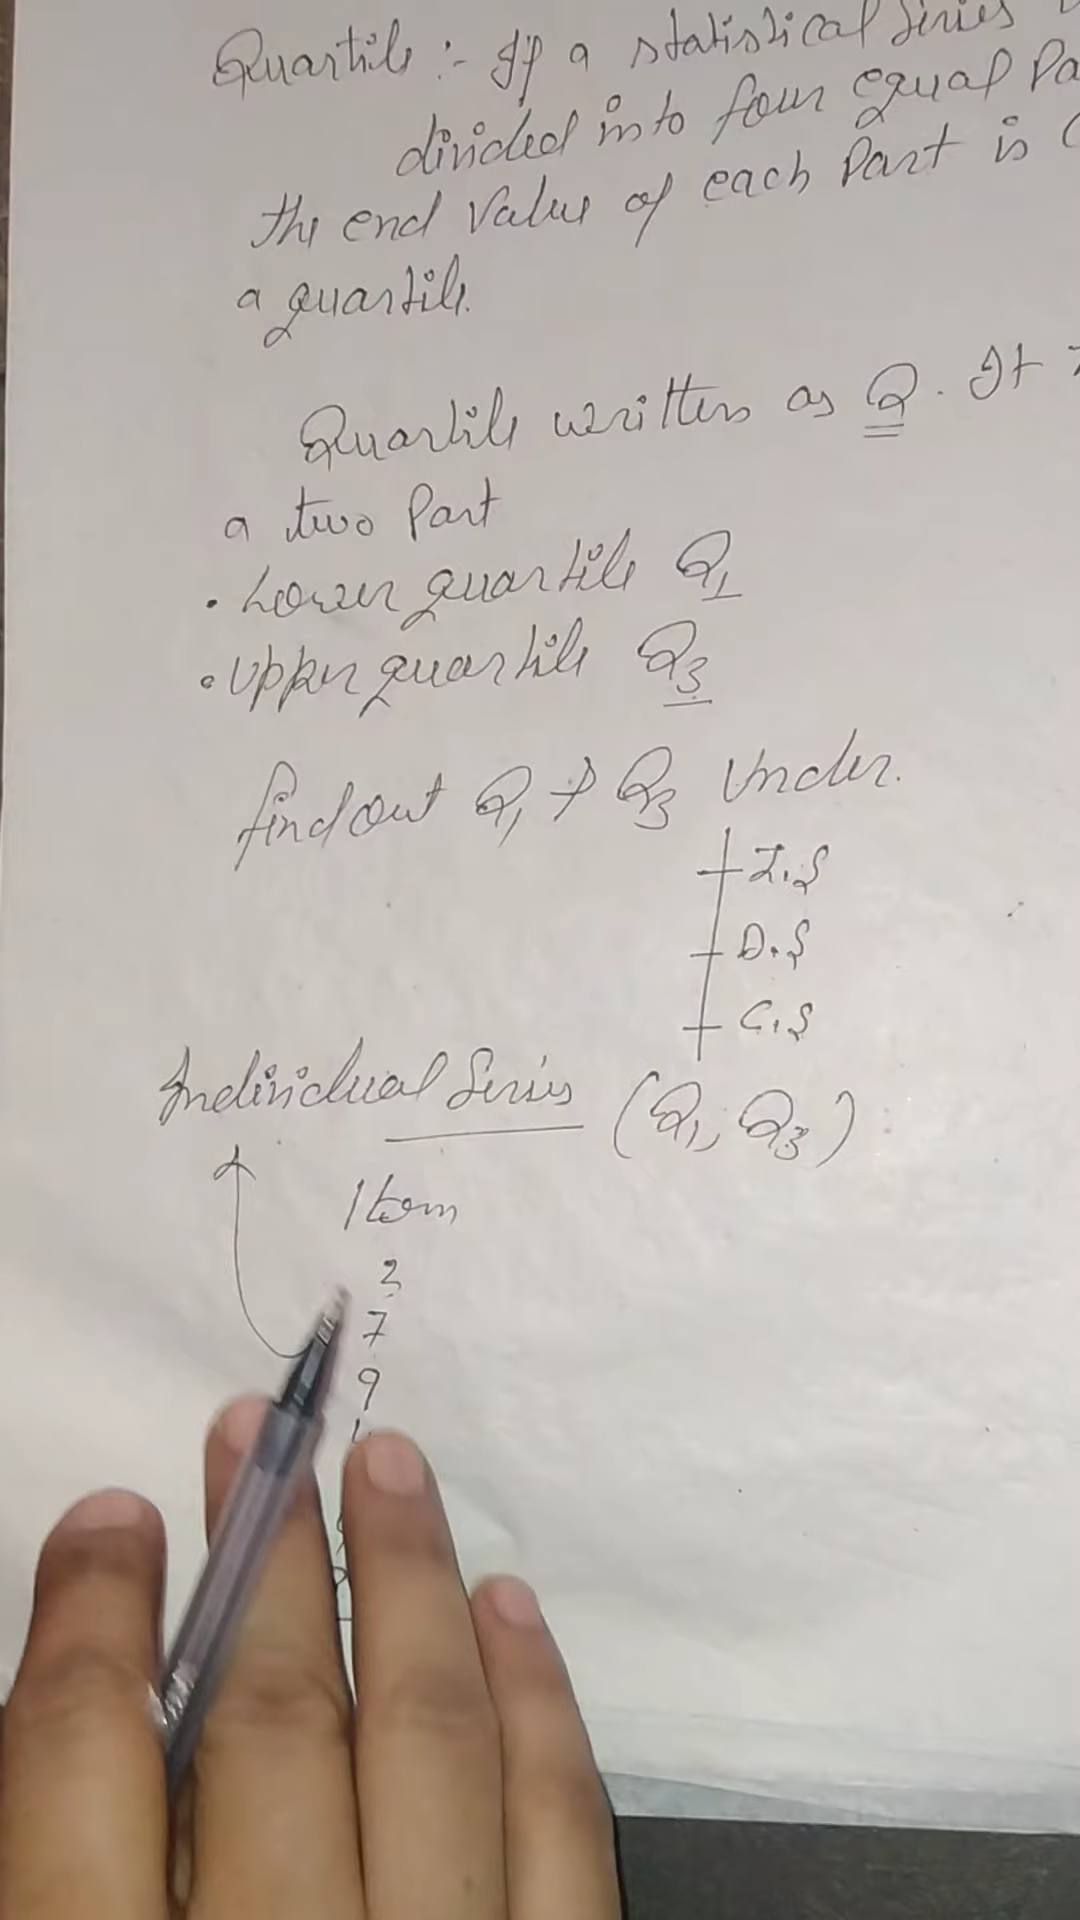 Quartile :- If a statistical Series
divided into four equal Pa
the end value of each Part is
a quartile.
Quartile written as Q. It
a two Part
• Lower quartile Q1
• Upper quartile Q3
find out Q1 & Q3 Under.
I.S
D.S
C.S
Individual Series (Q1, Q3)
Item
2
7
9